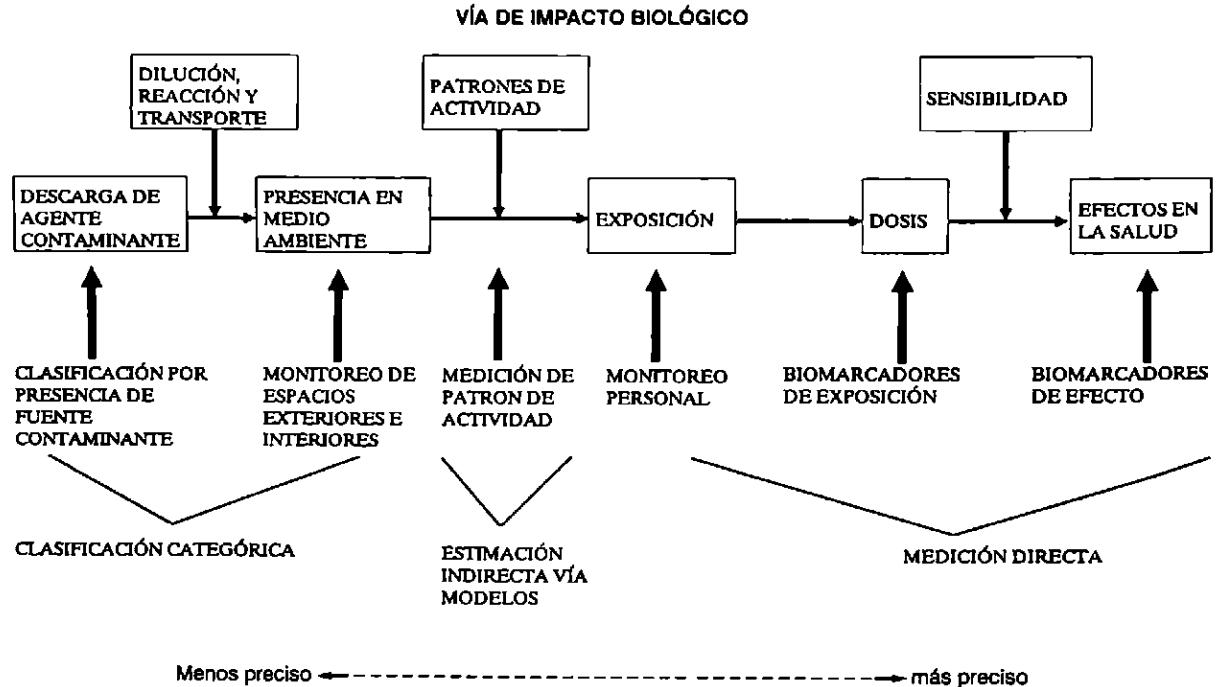 VÍA DE IMPACTO BIOLÓGICO
DILUCIÓN,
REACCIÓN Y
TRANSPORTE
PATRONES DE
ACTIVIDAD
SENSIBILIDAD
DESCARGA DE
AGENTE
CONTAMINANTE
PRESENCIA EN
MEDIO
AMBIENTE
EXPOSICIÓN
DOSIS
EFECTOS EN
LA SALUD
CLASIFICACIÓN POR
PRESENCIA DE
FUENTE
CONTAMINANTE
MONITOREO DE
ESPACIOS
EXTERIORES E
INTERIORES
MEDICIÓN DE
PATRON DE
ACTIVIDAD
MONITOREO
PERSONAL
BIOMARCADORES
DE EXPOSICIÓN
BIOMARCADORES
DE EFECTO
CLASIFICACIÓN CATEGÓRICA
ESTIMACIÓN
INDIRECTA VÍA
MODELOS
MEDICIÓN DIRECTA
Menos preciso
más preciso